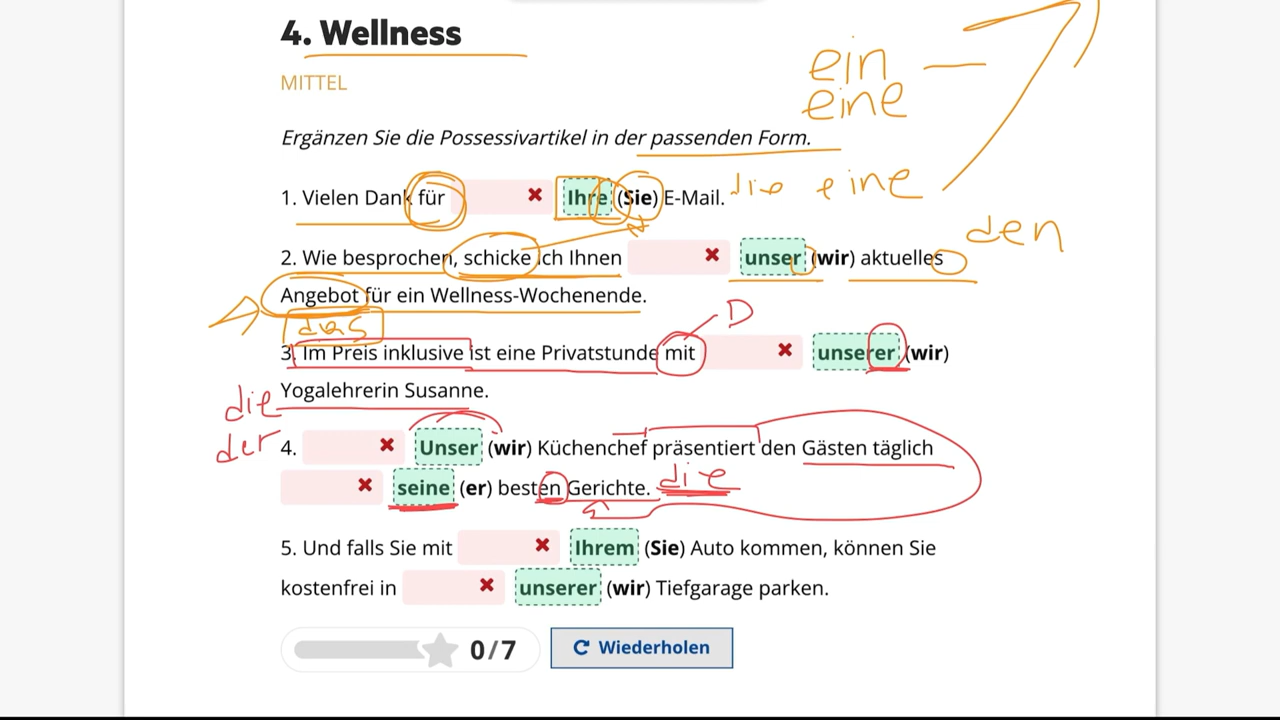 4. Wellness
ein
eine
MITTEL
Ergänzen Sie die Possessivartikel in der passenden Form.
1. Vielen Dank für Ihre (Sie) E-Mail. die eine
den
2. Wie besprochen, schicke ich Ihnen unser (wir) aktuelles
Angebot für ein Wellness-Wochenende.
das
D
3. Im Preis inklusive ist eine Privatstunde mit unserer (wir)
die Yogalehrerin Susanne.
der
4. Unser (wir) Küchenchef präsentiert den Gästen täglich
seine (er) besten Gerichte. die
5. Und falls Sie mit Ihrem (Sie) Auto kommen, können Sie
kostenfrei in unserer (wir) Tiefgarage parken.
0/7
Wiederholen